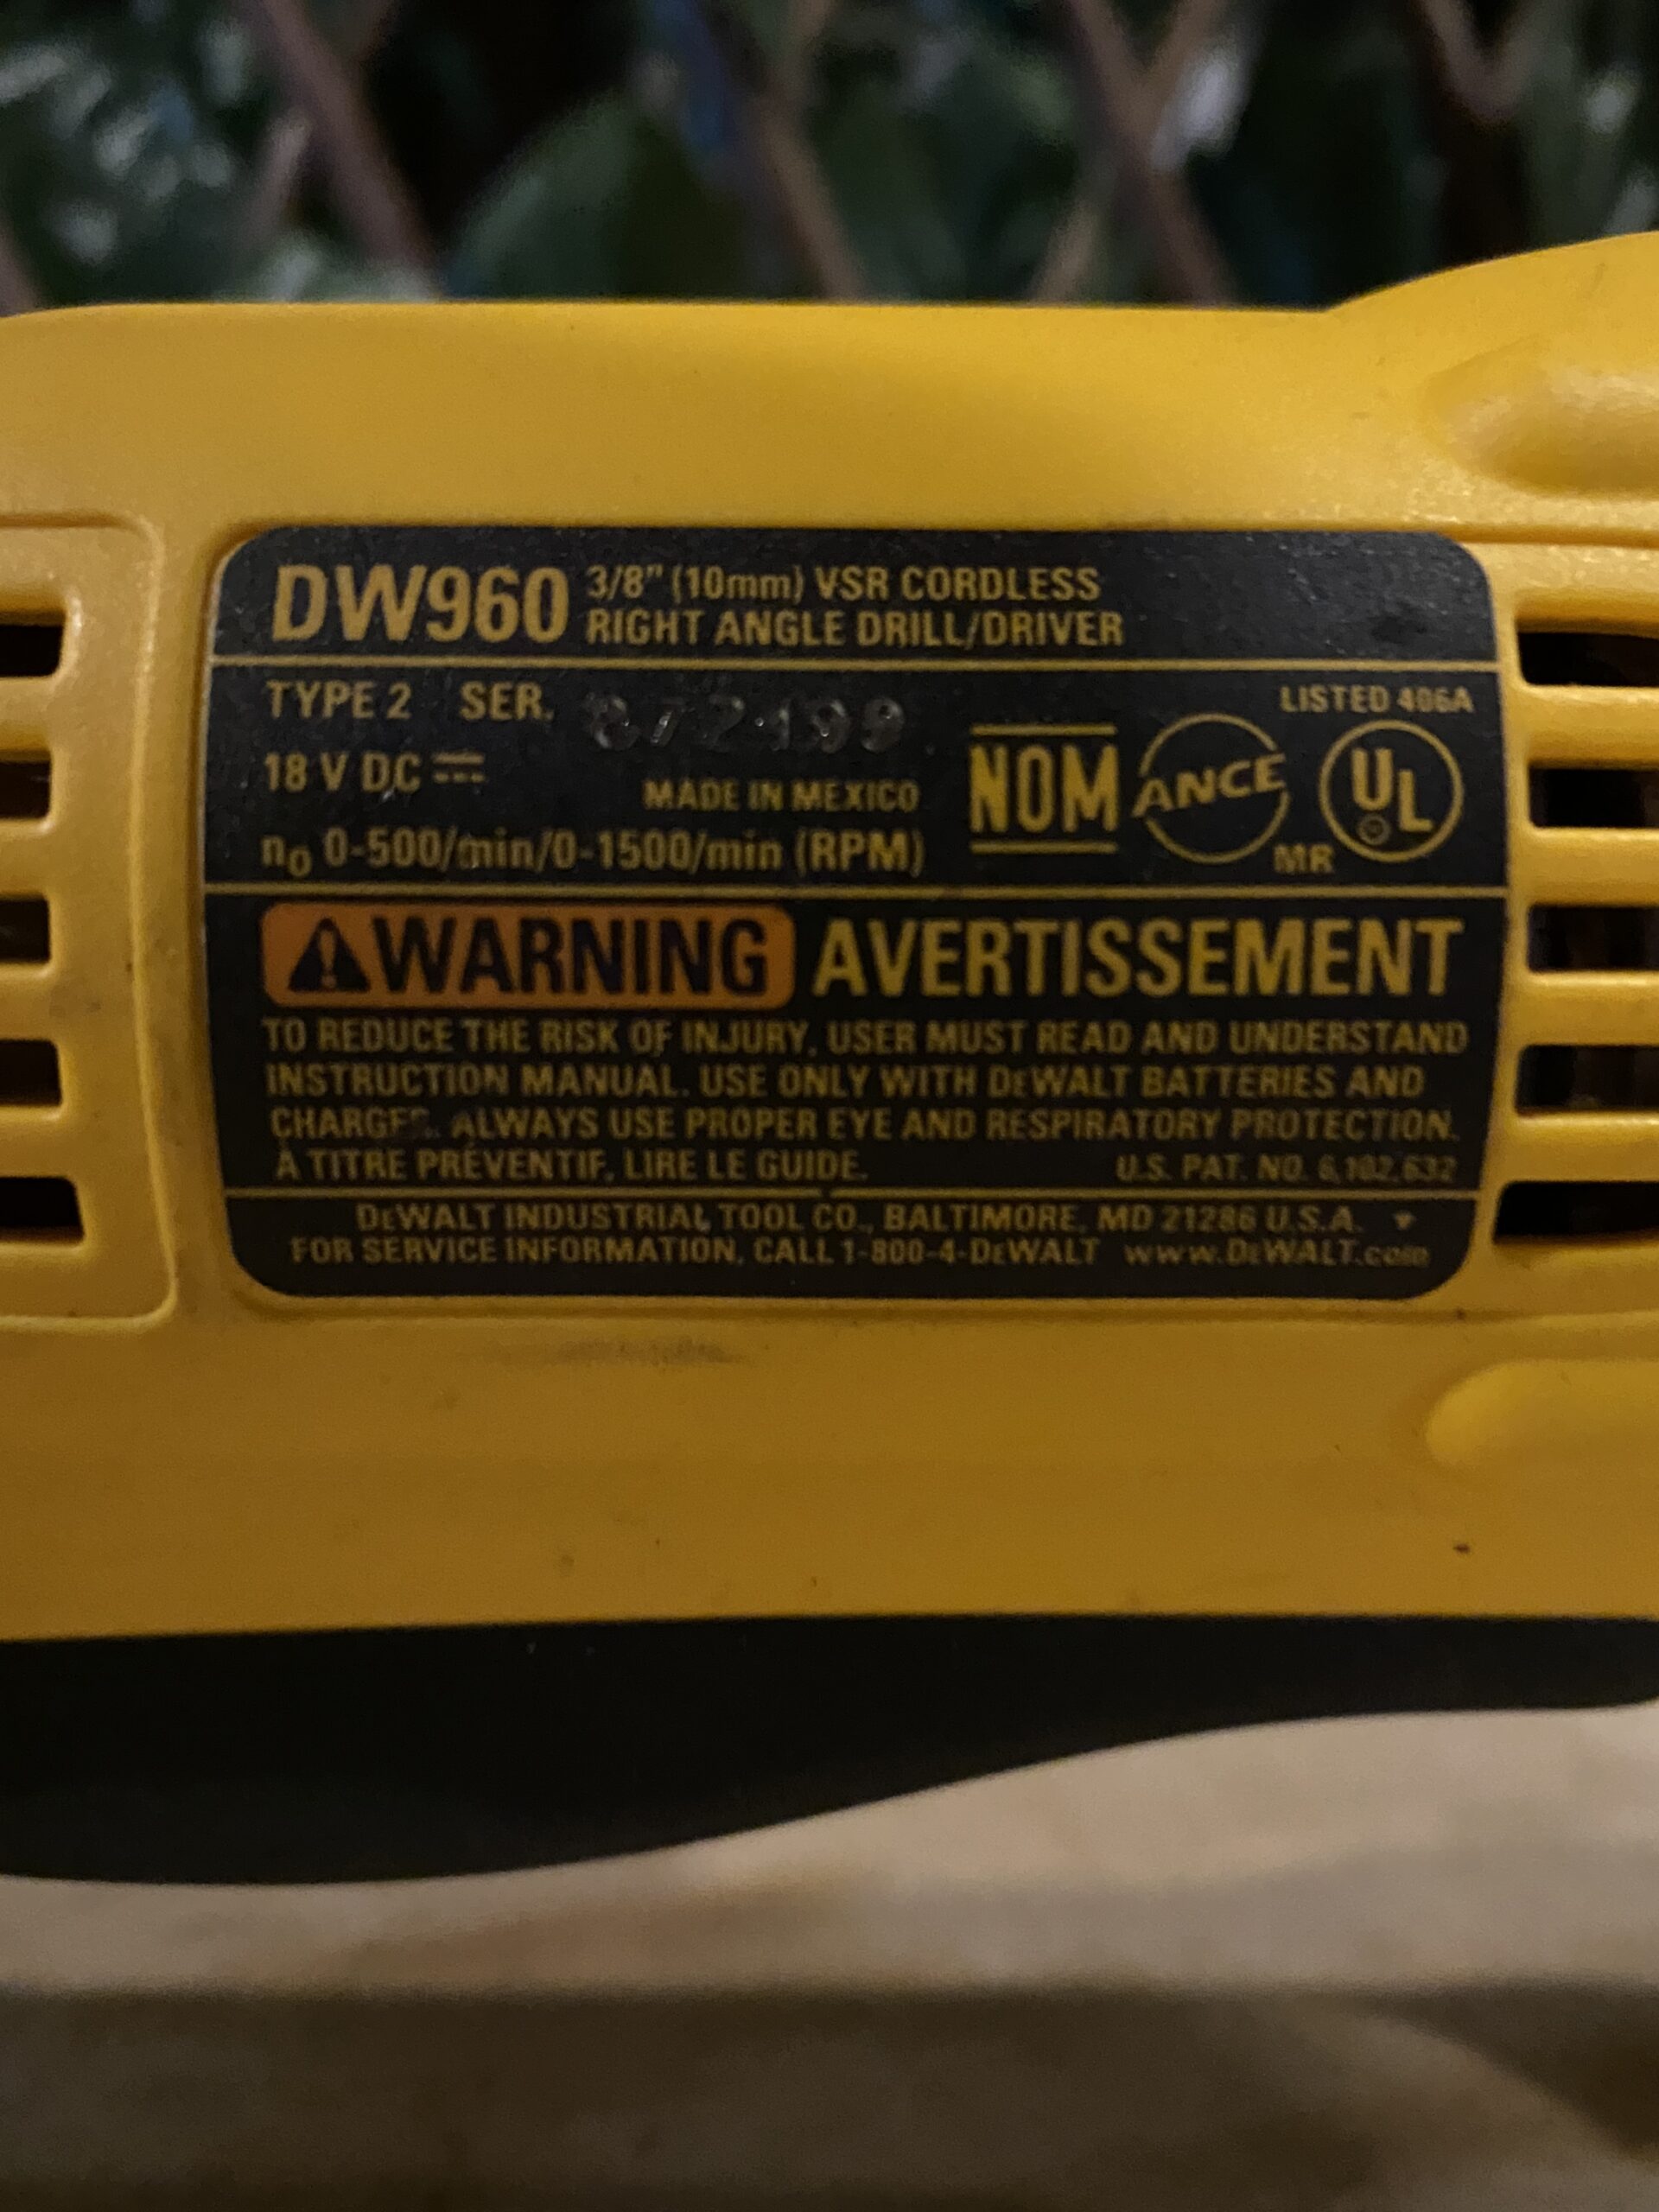 DW960 3/8" (10mm) VSR CORDLESS
RIGHT ANGLE DRILL/DRIVER
TYPE 2 SER.
LISTED 406A
18 V DC
MADE IN MEXICO
NOM ANCE UL
MR
n0 0-500/min/0-1500/min (RPM)
WARNING AVERTISSEMENT
TO REDUCE THE RISK OF INJURY, USER MUST READ AND UNDERSTAND
INSTRUCTION MANUAL. USE ONLY WITH DEWALT BATTERIES AND
ALWAYS USE PROPER EYE AND RESPIRATORY PROTECTION.
À TITRE PRÉVENTIF, LIRE LE GUIDE. U.S. PAT. NO. 6,102,632
DEWALT INDUSTRIAL TOOL CO., BALTIMORE, MD 21286 U.S.A.
FOR SERVICE INFORMATION, CALL 1-800-4-DEWALT www.DEWALT.com